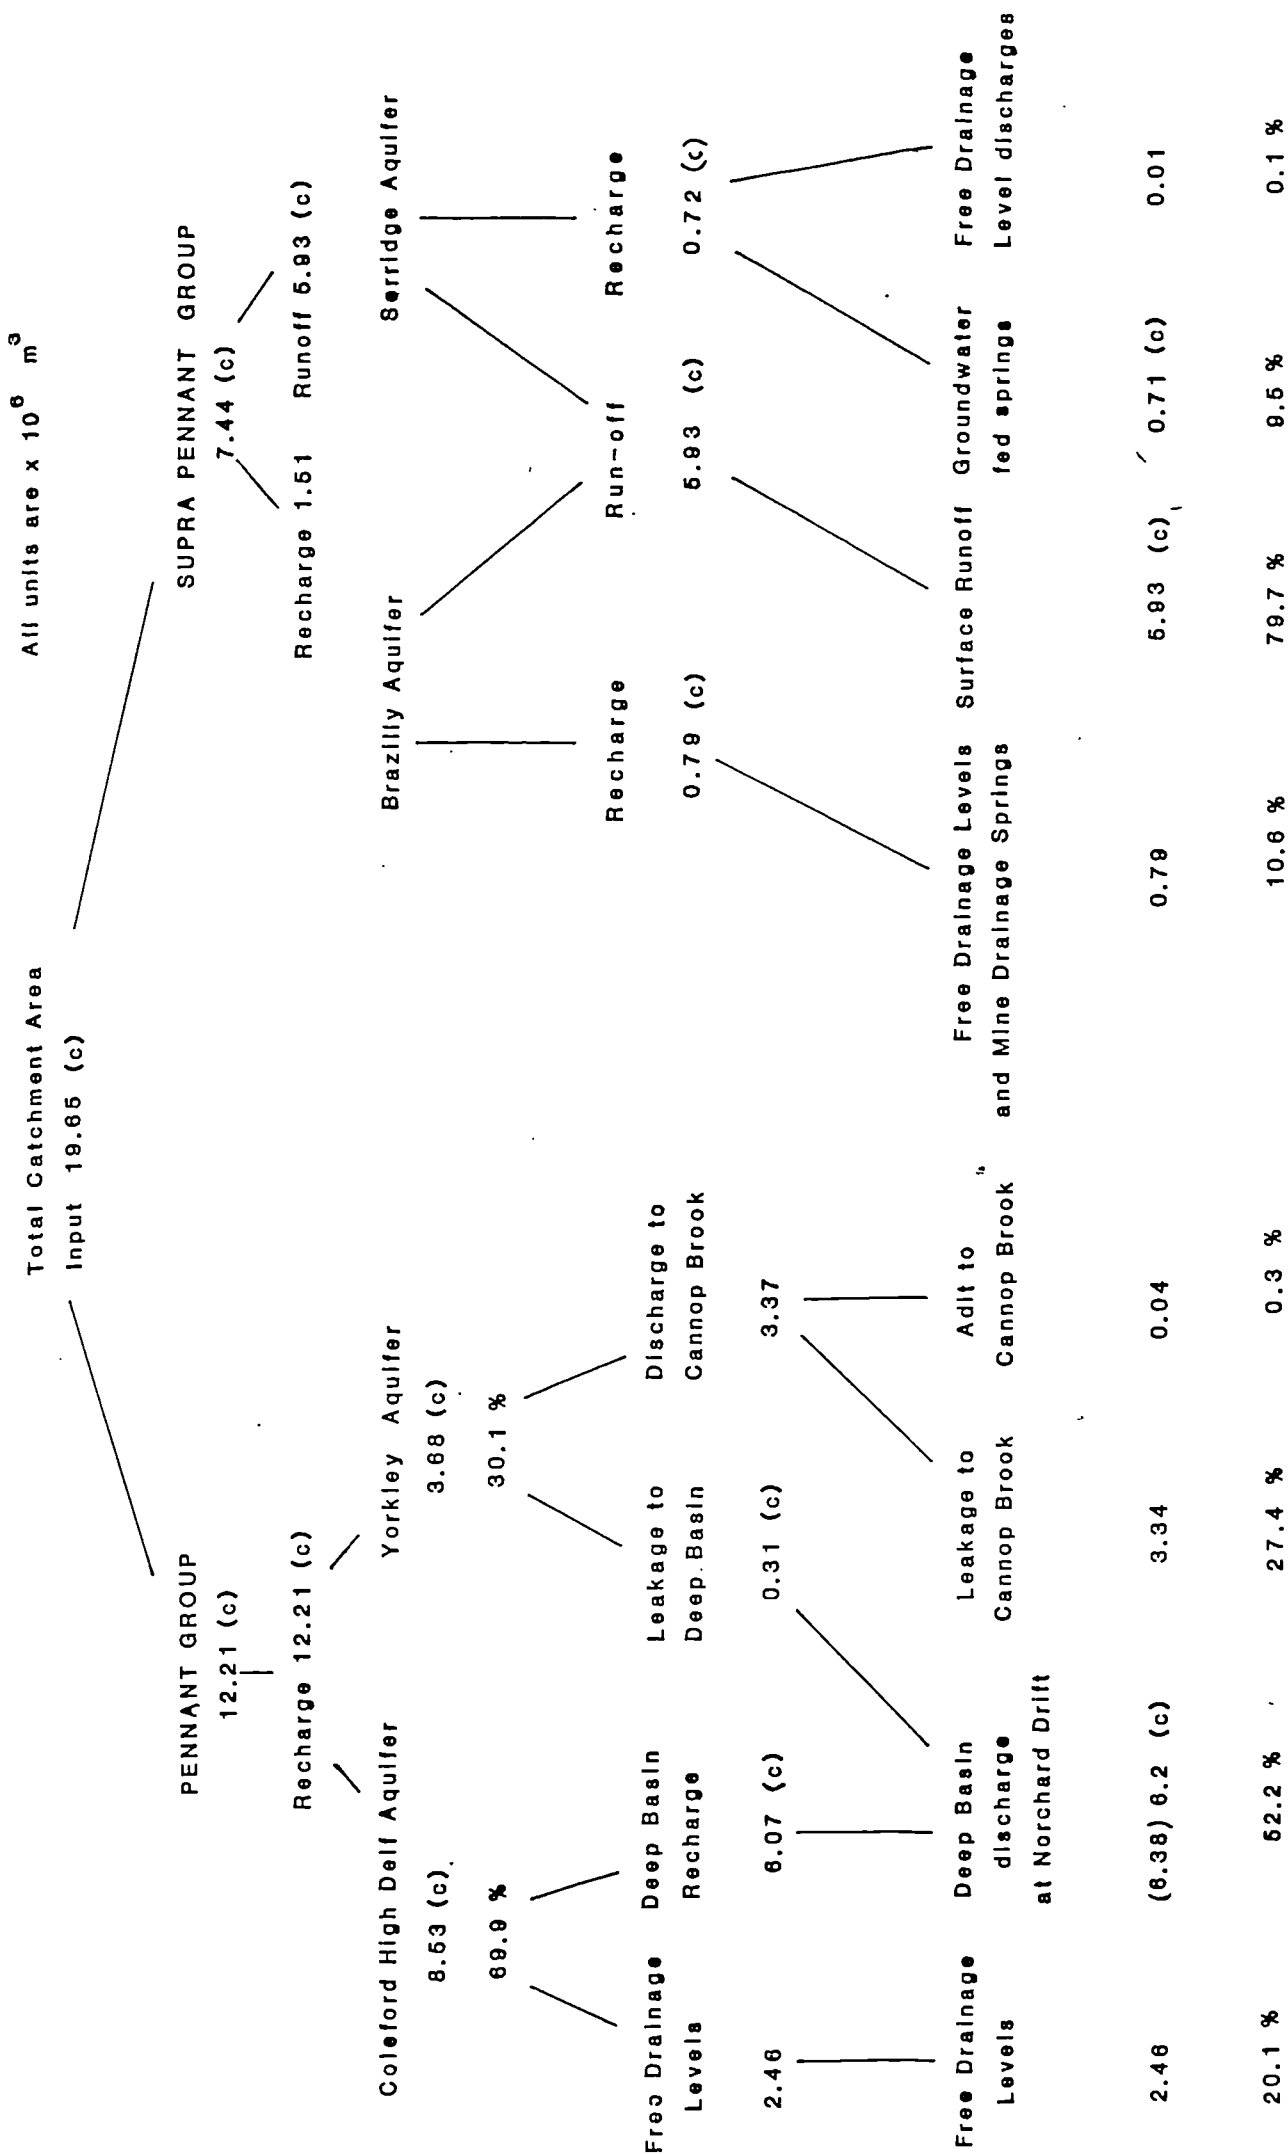 All units are x 10⁶ m³
Total Catchment Area
Input 19.65 (c)
PENNANT GROUP
12.21 (c)
Recharge 12.21 (c)
SUPRA PENNANT GROUP
7.44 (c)
Recharge 1.51 Runoff 5.93 (c)
Coleford High Delf Aquifer
8.53 (c)
69.9 %
Yorkley Aquifer
3.68 (c)
30.1 %
Brazilly Aquifer
Serridge Aquifer
Free Drainage
Levels
2.46
Deep Basin
Recharge
6.07 (c)
Leakage to
Deep Basin
0.31 (c)
Discharge to
Cannop Brook
3.37
Recharge
0.79 (c)
Run-off
5.93 (c)
Recharge
0.72 (c)
Free Drainage
Levels
2.46
20.1 %
Deep Basin
discharge
at Norchard Drift
(6.38) 6.2 (c)
52.2 %
Leakage to
Cannop Brook
3.34
27.4 %
Adit to
Cannop Brook
0.04
0.3 %
Free Drainage Levels
and Mine Drainage Springs
0.79
10.6 %
Surface Runoff
5.93 (c)
79.7 %
Groundwater
fed springs
0.71 (c)
9.5 %
Free Drainage
Level discharges
0.01
0.1 %